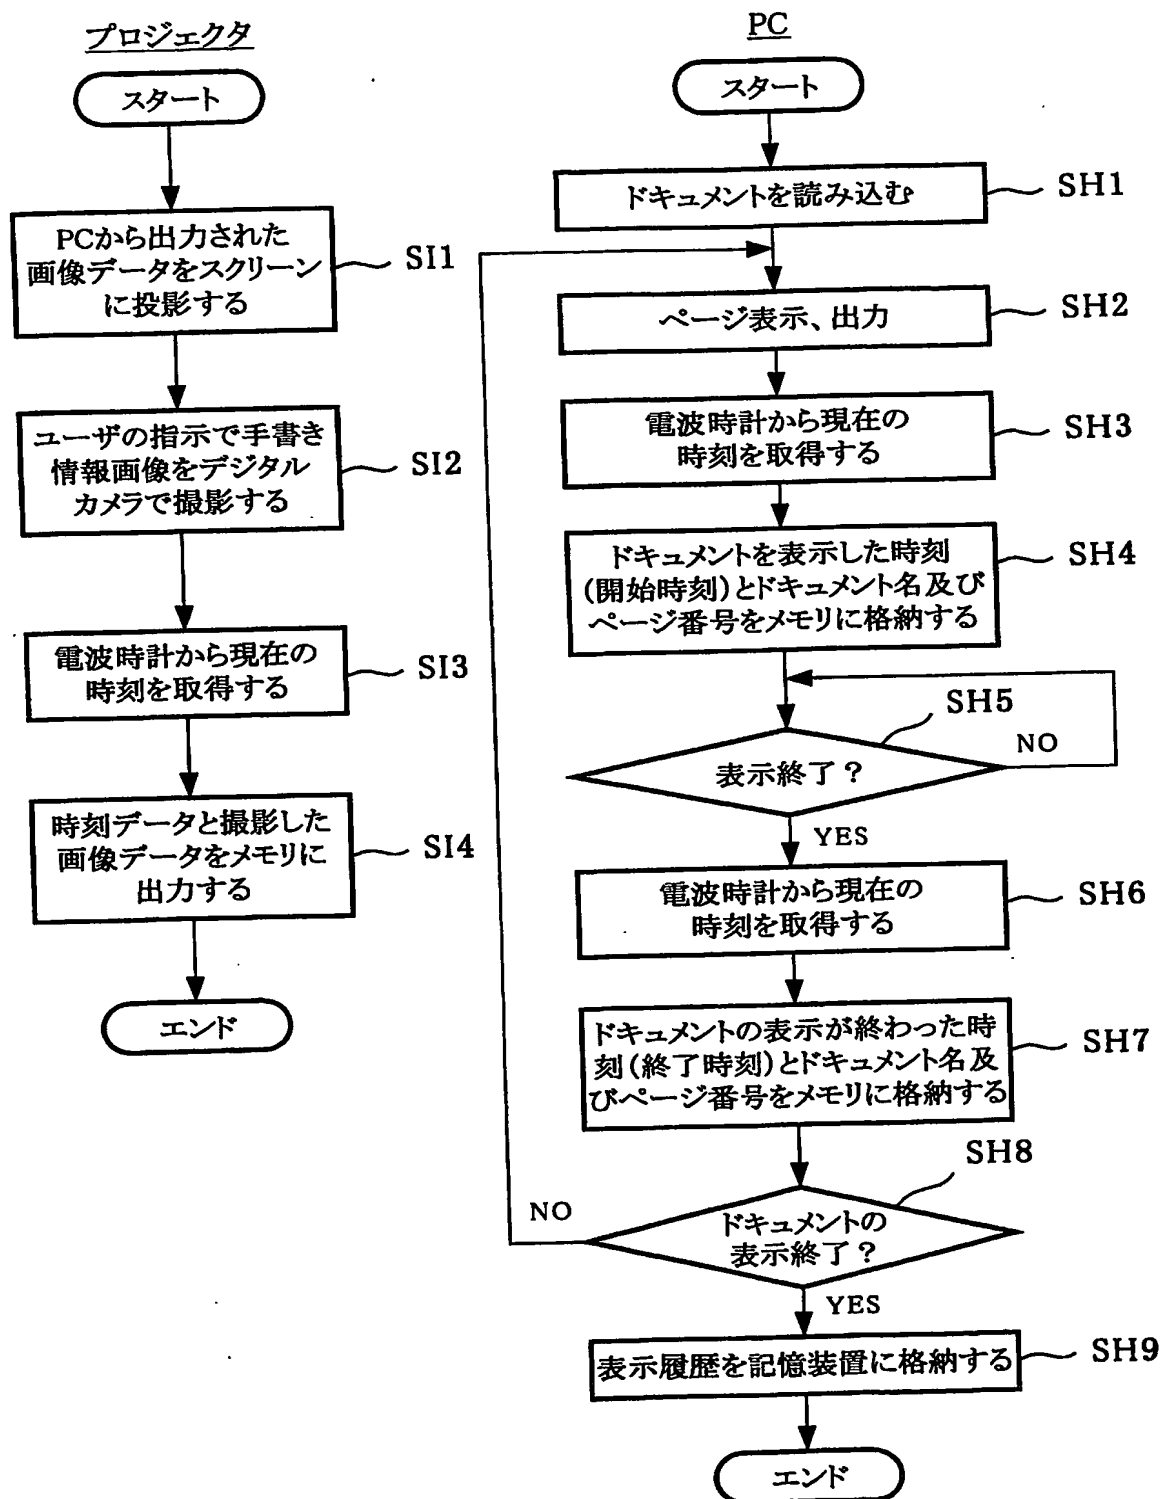 プロジェクタ
スタート
PCから出力された
画像データをスクリーン
に投影する
SI1
ユーザの指示で手書き
情報画像をデジタル
カメラで撮影する
SI2
電波時計から現在の
時刻を取得する
SI3
時刻データと撮影した
画像データをメモリに
出力する
SI4
エンド
PC
スタート
ドキュメントを読み込む
SH1
ページ表示、出力
SH2
電波時計から現在の
時刻を取得する
SH3
ドキュメントを表示した時刻
(開始時刻)とドキュメント名及び
ページ番号をメモリに格納する
SH4
SH5
表示終了?
NO
YES
電波時計から現在の
時刻を取得する
SH6
ドキュメントの表示が終わった時
刻(終了時刻)とドキュメント名及
びページ番号をメモリに格納する
SH7
SH8
NO
ドキュメントの
表示終了?
YES
表示履歴を記憶装置に格納する
SH9
エンド